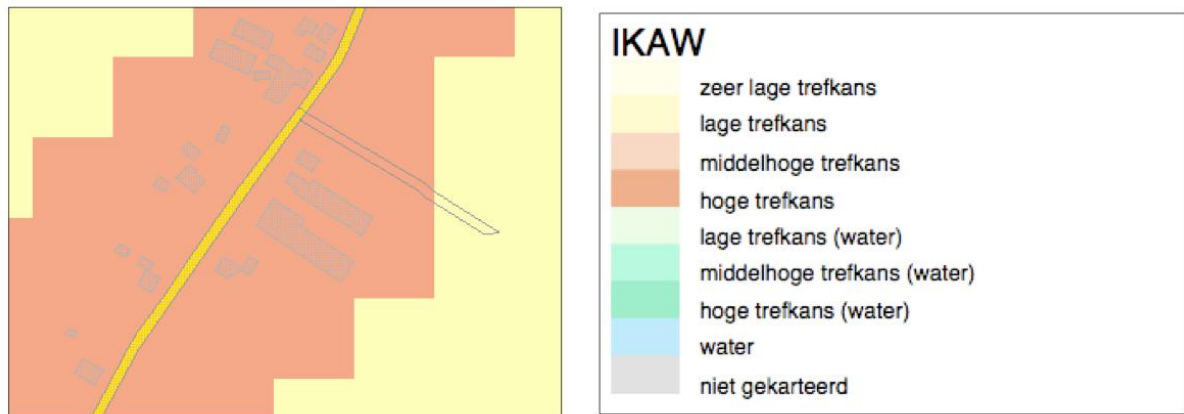 IKAW
zeer lage trefkans
lage trefkans
middelhoge trefkans
hoge trefkans
lage trefkans (water)
middelhoge trefkans (water)
hoge trefkans (water)
water
niet gekarteerd